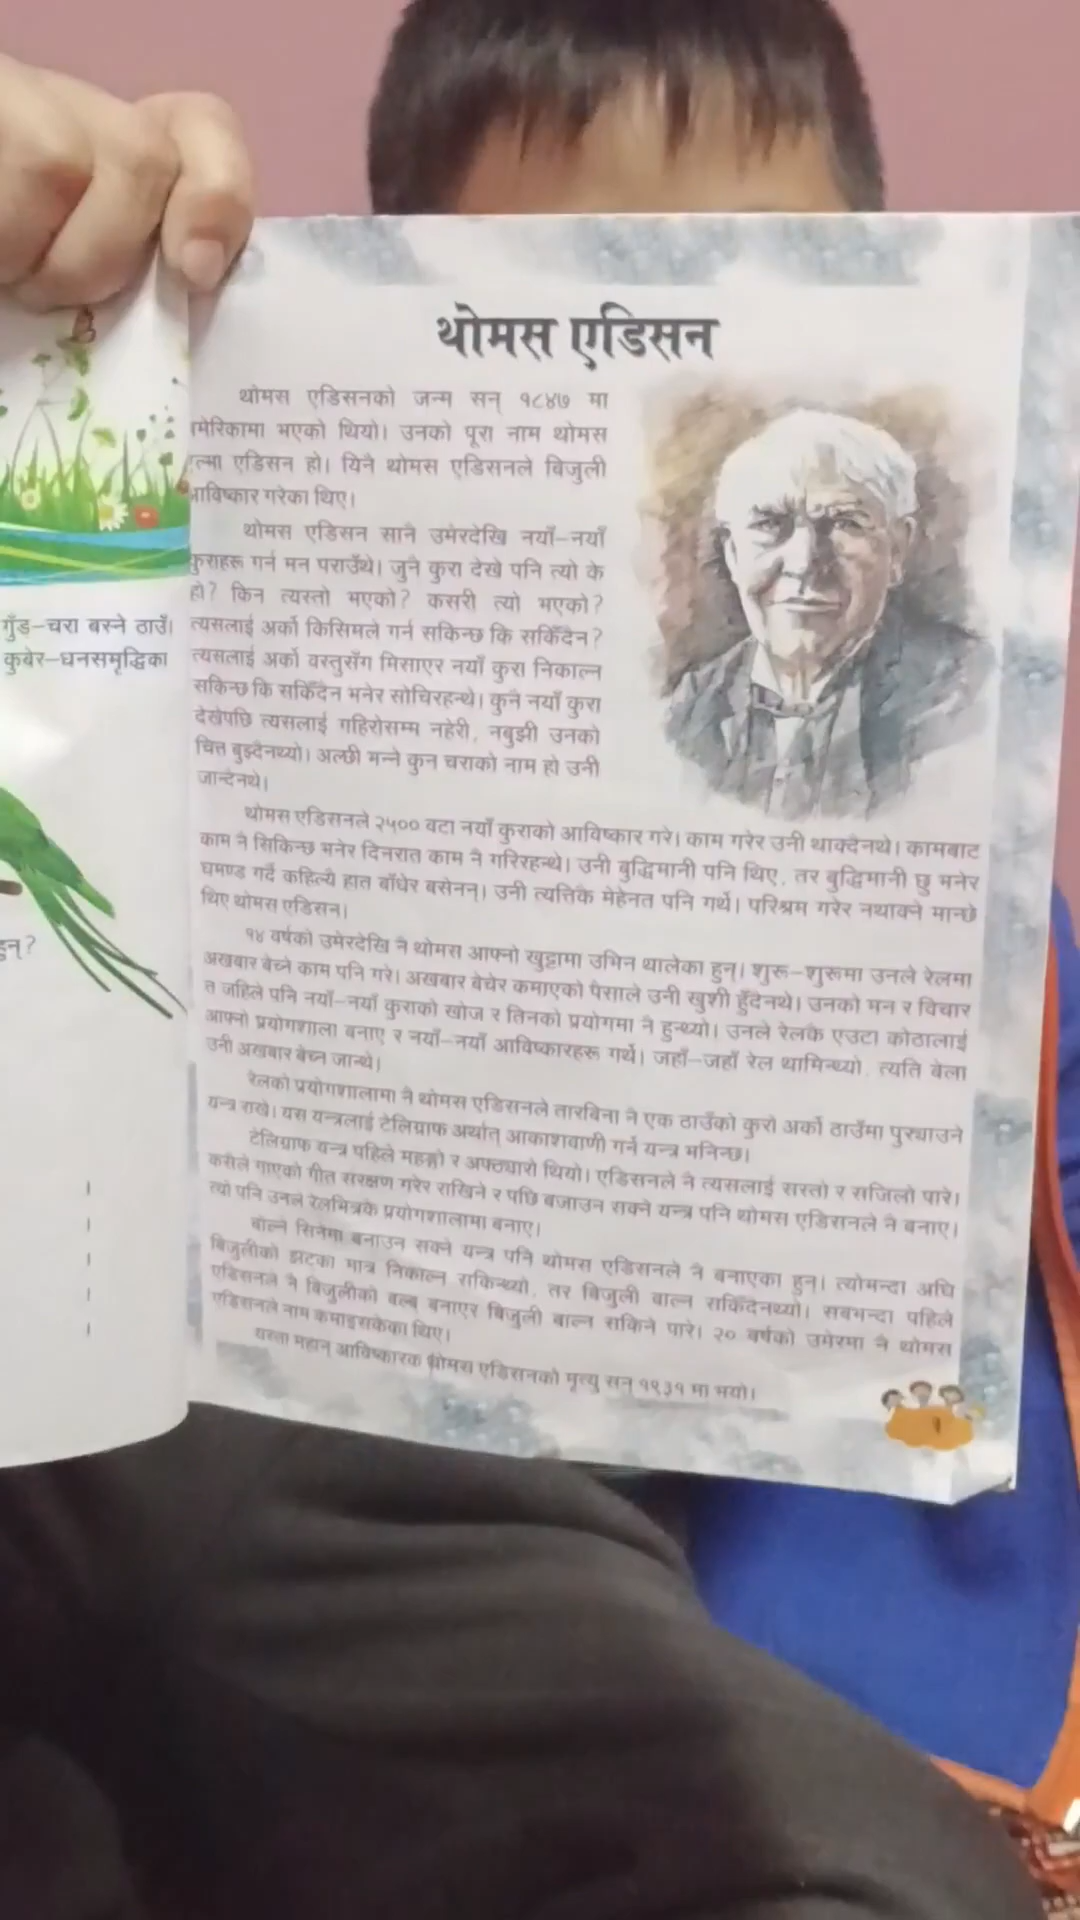 थोमस एडिसन
थोमस एडिसनको जन्म सन् १८४७ मा
मेरिकामा भएको थियो। उनको पूरा नाम थोमस
एडिसन हो। यिनै थोमस एडिसनले बिजुली
गरेका थिए।
थोमस एडिसन सानै उमेरदेखि नयाँ-नयाँ
कुराहरू गर्न मन पराउँथे। जुनै कुरा देखे पनि त्यो के
हो? किन त्यस्तो भएको? कसरी त्यो भएको?
त्यसलाई अर्को किसिमले गर्न सकिन्छ कि सकिँदैन?
त्यसलाई अर्को वस्तुसँग मिसाएर नयाँ कुरा निकाल्न
सकिन्छ कि सकिँदैन भनेर सोचिरहन्थे। कुनै नयाँ कुरा
देखेपछि त्यसलाई गहिरोसम्म नहेरी, नबुझी उनको
चित्त बुझ्दैनथ्यो। अल्छी भन्ने कुन चराको नाम हो उनी
जान्दैनथे।
थोमस एडिसनले २५०० वटा नयाँ कुराको आविष्कार गरे। काम गरेर उनी थाक्दैनथे। कामबाट
काम नै सिकिन्छ भनेर दिनरात काम नै गरिरहन्थे। उनी बुद्धिमानी पनि थिए, तर बुद्धिमानी छु भनेर
घमण्ड गर्दै कहिल्यै हात बाँधेर बसेनन्। उनी त्यत्तिकै मेहेनत पनि गर्थे। परिश्रम गरेर नथाक्ने मान्छे
थिए थोमस एडिसन।
१४ वर्षको उमेरदेखि नै थोमस आफ्नो खुट्टामा उभिन थालेका हुन्। शुरू-शुरूमा उनले रेलमा
अखबार बेच्ने काम पनि गरे। अखबार बेचेर कमाएको पैसाले उनी खुशी हुँदैनथे। उनको मन र विचार
त जहिले पनि नयाँ-नयाँ कुराको खोज र तिनको प्रयोगमा नै हुन्थ्यो। उनले रेलकै एउटा कोठालाई
आफ्नो प्रयोगशाला बनाए र नयाँ-नयाँ आविष्कारहरू गर्थे। जहाँ-जहाँ रेल थामिन्थ्यो, त्यति बेला
उनी अखबार बेच्न जान्थे।
रेलको प्रयोगशालामा नै थोमस एडिसनले तारबिना नै एक ठाउँको कुरो अर्को ठाउँमा पुर्‍याउने
यन्त्र राखे। यस यन्त्रलाई टेलिग्राफ अर्थात् आकाशवाणी गर्ने यन्त्र भनिन्छ।
टेलिग्राफ यन्त्र पहिले महङ्गो र अफ्ठ्यारो थियो। एडिसनले नै त्यसलाई सस्तो र सजिलो पारे।
कसैले गाएको गीत संरक्षण गरेर राखिने र पछि बजाउन सक्ने यन्त्र पनि थोमस एडिसनले नै बनाए।
त्यो पनि उनले रेलभित्रकै प्रयोगशालामा बनाए।
बोल्ने सिनेमा बनाउन सक्ने यन्त्र पनि थोमस एडिसनले नै बनाएका हुन्। त्योभन्दा अघि
बिजुलीको झट्का मात्र निकाल्न सकिन्थ्यो, तर बिजुली बाल्न सकिँदैनथ्यो। सबभन्दा पहिले
एडिसनले नै बिजुलीको बल्ब बनाएर बिजुली बाल्न सकिने पारे। २० वर्षको उमेरमा नै थोमस
एडिसनले नाम कमाइसकेका थिए।
यस्ता महान् आविष्कारक थोमस एडिसनको मृत्यु सन् १९३१ मा भयो।
गुँड-चरा बस्ने ठाउँ।
कुबेर-धनसमृद्धिका